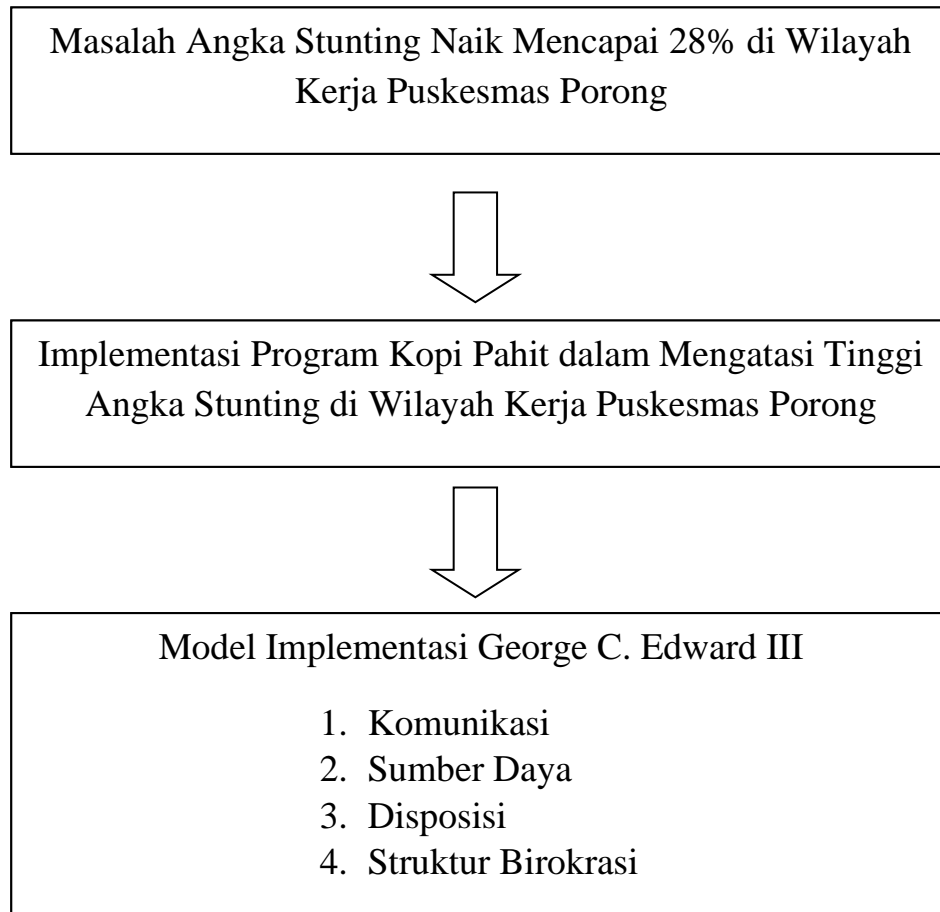 Masalah Angka Stunting Naik Mencapai 28% di Wilayah
Kerja Puskesmas Porong
Implementasi Program Kopi Pahit dalam Mengatasi Tinggi
Angka Stunting di Wilayah Kerja Puskesmas Porong
Model Implementasi George C. Edward III
1. Komunikasi
2. Sumber Daya
3. Disposisi
4. Struktur Birokrasi